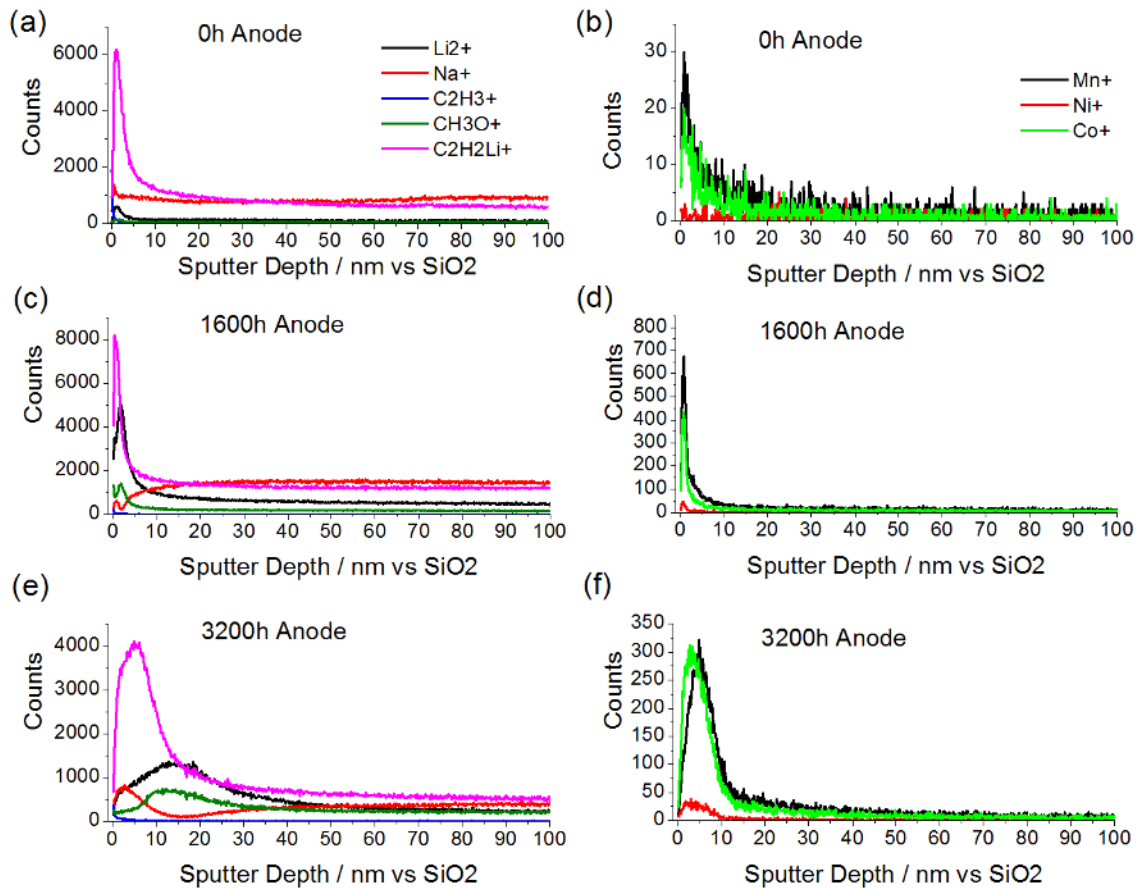 (a)
0h Anode
6000
4000
2000
0
Counts
Li2+
Na+
C2H3+
CH3O+
C2H2Li+
0 10 20 30 40 50 60 70 80 90 100
Sputter Depth / nm vs SiO2
(b)
0h Anode
30
25
20
15
10
5
0
Counts
Mn+
Ni+
Co+
0 10 20 30 40 50 60 70 80 90 100
Sputter Depth / nm vs SiO2
(c)
1600h Anode
8000
6000
4000
2000
0
Counts
0 10 20 30 40 50 60 70 80 90 100
Sputter Depth / nm vs SiO2
(d)
1600h Anode
800
700
600
500
400
300
200
100
50
0
Counts
0 10 20 30 40 50 60 70 80 90 100
Sputter Depth / nm vs SiO2
(e)
3200h Anode
4000
3000
2000
1000
0
Counts
0 10 20 30 40 50 60 70 80 90 100
Sputter Depth / nm vs SiO2
(f)
3200h Anode
350
300
250
200
150
100
50
0
Counts
0 10 20 30 40 50 60 70 80 90 100
Sputter Depth / nm vs SiO2